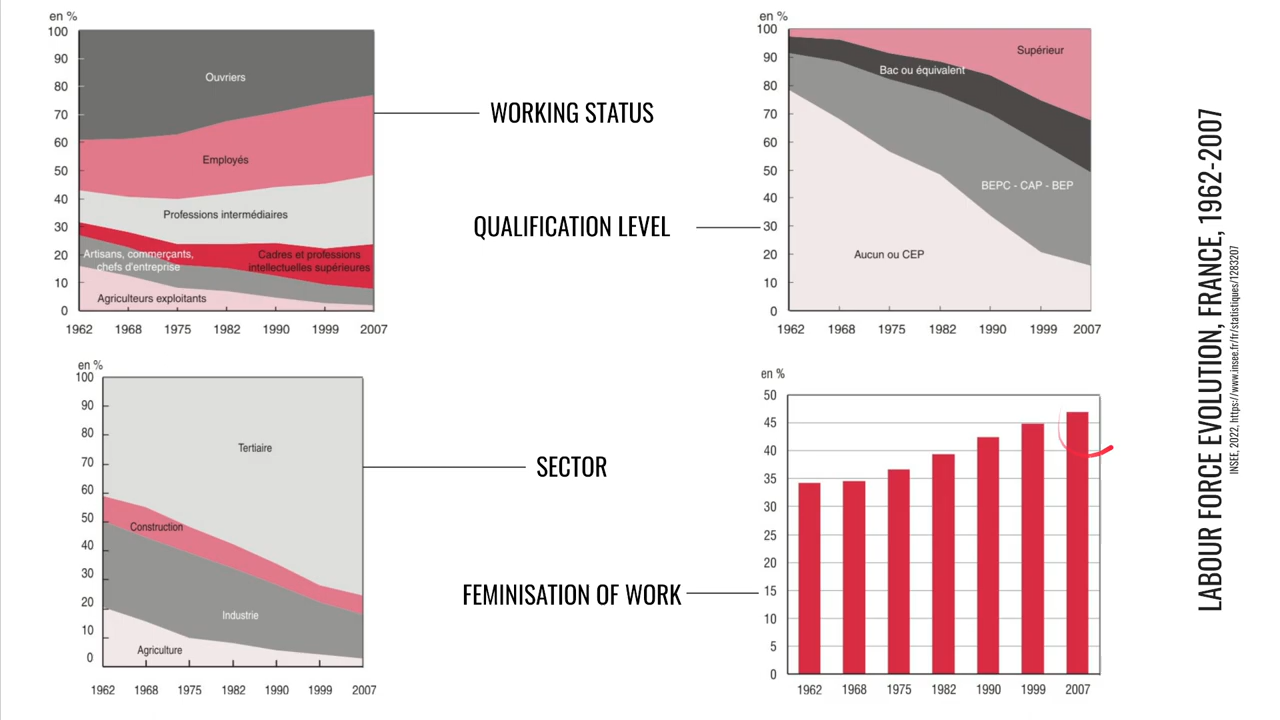 en %
100
90
80
70
60
50
40
30
20
10
0
Ouvriers
Employés
Professions intermédiaires
Artisans, commerçants,
chefs d'entreprise
Cadres et professions
intellectuelles supérieures
Agriculteurs exploitants
1962 1968 1975 1982 1990 1999 2007
WORKING STATUS
QUALIFICATION LEVEL
en %
100
90
80
70
60
50
40
30
20
10
0
Supérieur
Bac ou équivalent
BEPC - CAP - BEP
Aucun ou CEP
1962 1968 1975 1982 1990 1999 2007
en %
100
90
80
70
60
50
40
30
20
10
0
Tertiaire
Construction
Industrie
Agriculture
1962 1968 1975 1982 1990 1999 2007
SECTOR
FEMINISATION OF WORK
en %
50
45
40
35
30
25
20
15
10
5
0
1962 1968 1975 1982 1990 1999 2007
LABOUR FORCE EVOLUTION, FRANCE, 1962-2007
INSEE, 2022, https://www.insee.fr/fr/statistiques/1283207